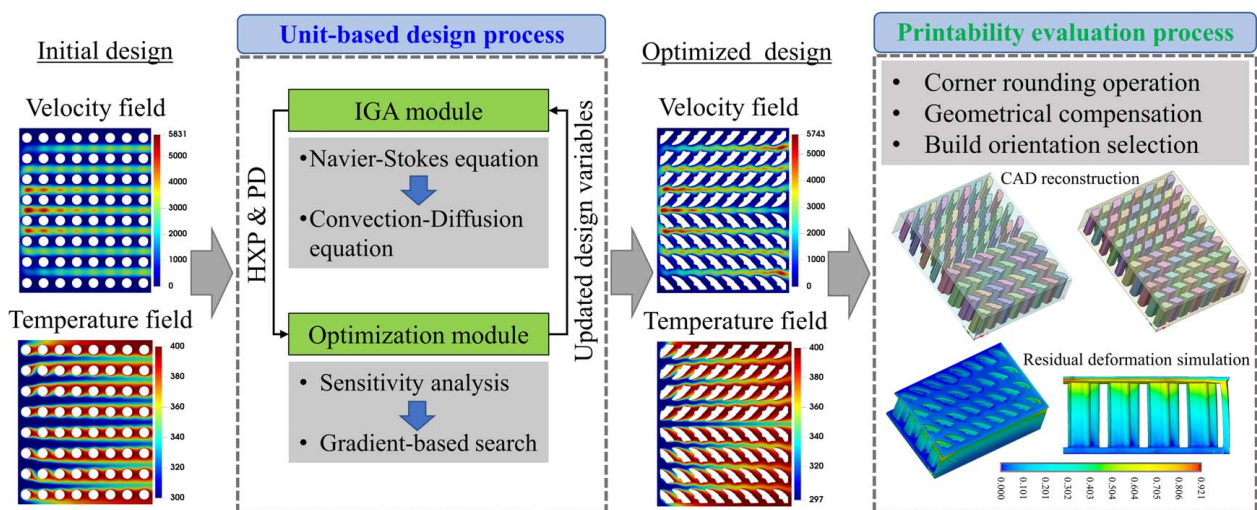 Initial design
Velocity field
5831
5000
4000
3000
2000
1000
0
Temperature field
400
380
360
340
320
300
Unit-based design process
IGA module
•Navier-Stokes equation
•Convection-Diffusion
equation
HXP & PD
Updated design variables
Optimization module
• Sensitivity analysis
• Gradient-based search
Optimized design
Velocity field
5743
5000
4000
3000
2000
1000
0
Temperature field
400
380
360
340
320
297
Printability evaluation process
• Corner rounding operation
• Geometrical compensation
• Build orientation selection
CAD reconstruction
Residual deformation simulation
0.000
0.101
0.201
0.302
0.403
0.504
0.604
0.705
0.806
0.921